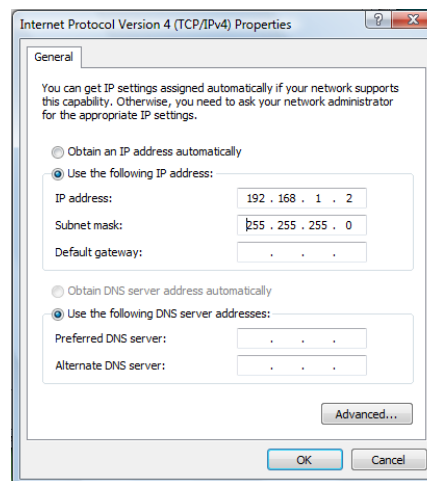 Internet Protocol Version 4 (TCP/IPv4) Properties
? X
General
You can get IP settings assigned automatically if your network supports
this capability. Otherwise, you need to ask your network administrator
for the appropriate IP settings.
Obtain an IP address automatically
Use the following IP address:
IP address: 192 . 168 . 1 . 2
Subnet mask: 255 . 255 . 255 . 0
Default gateway: . . .
Obtain DNS server address automatically
Use the following DNS server addresses:
Preferred DNS server: . . .
Alternate DNS server: . . .
Advanced...
OK Cancel